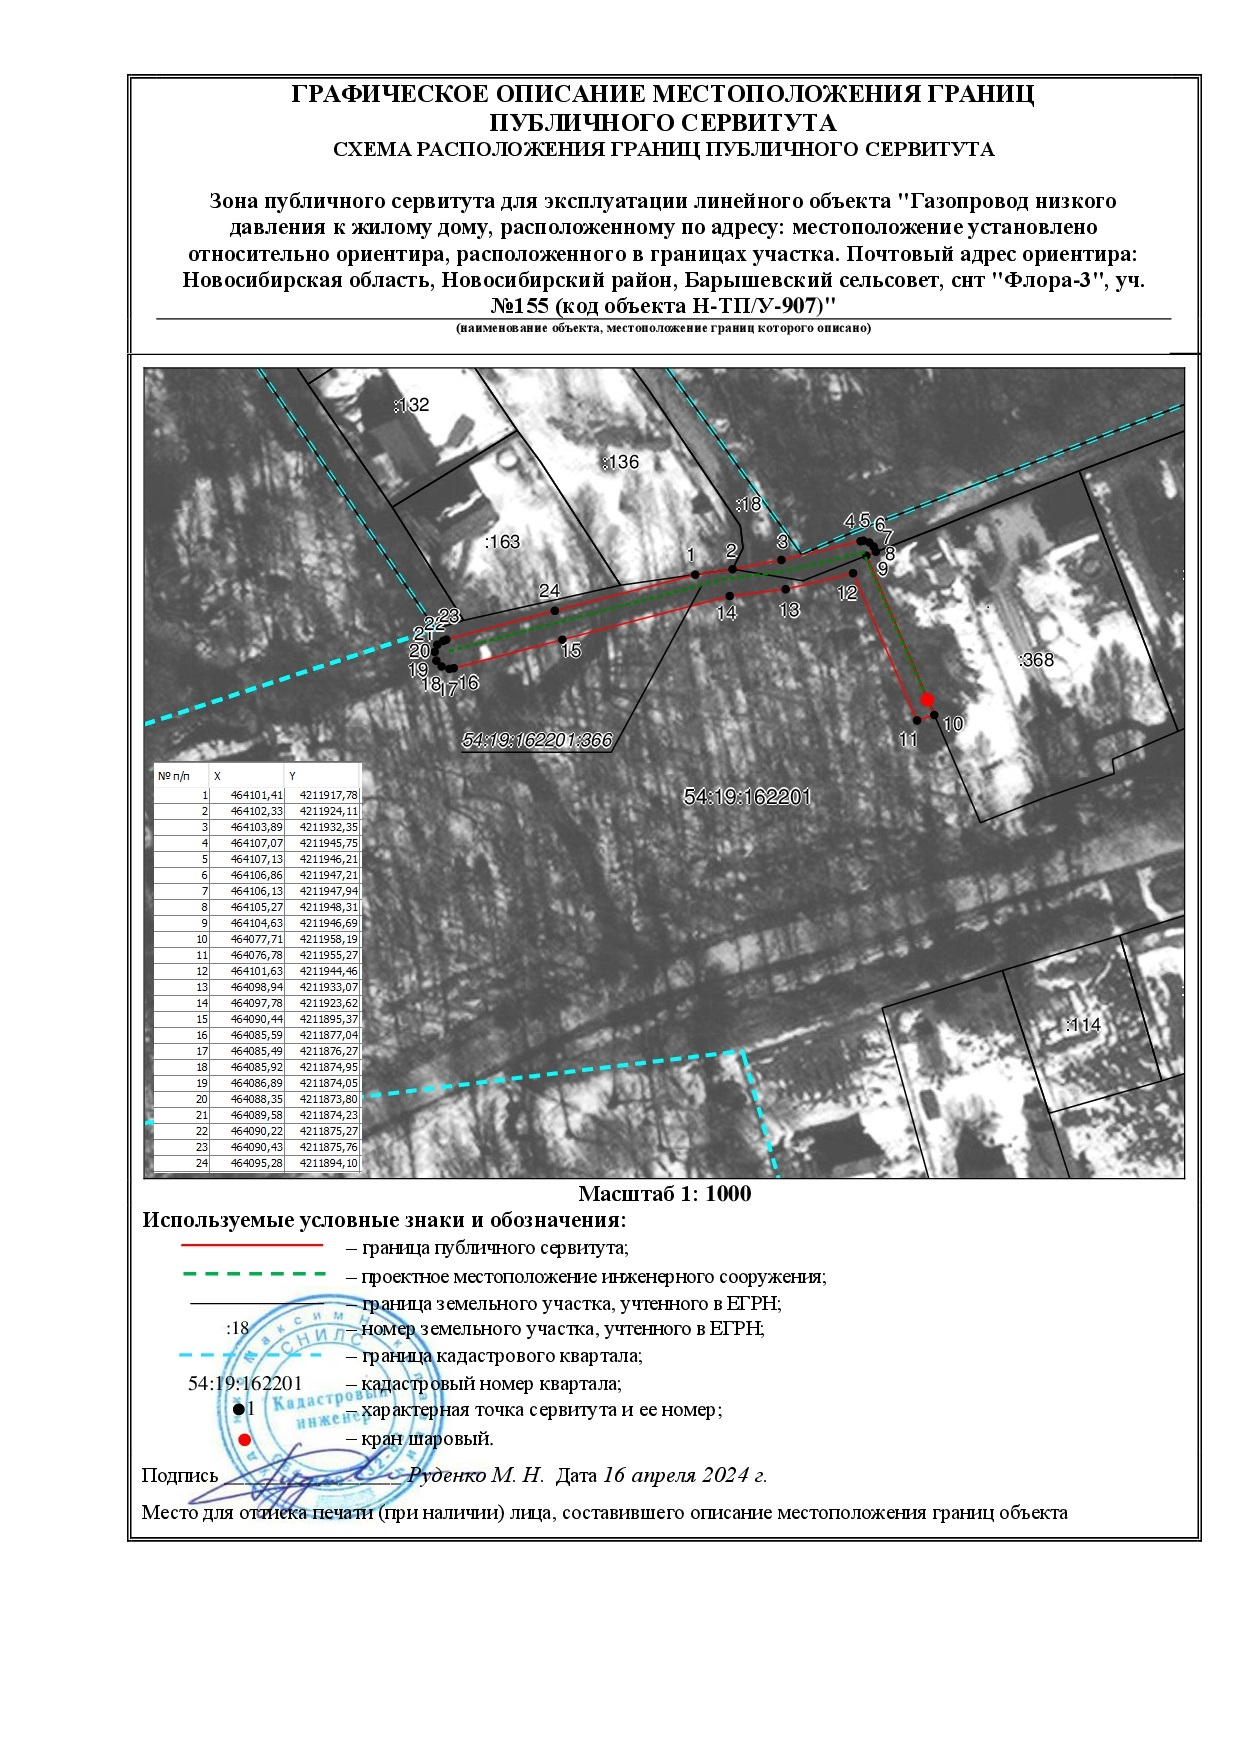 ГРАФИЧЕСКОЕ ОПИСАНИЕ МЕСТОПОЛОЖЕНИЯ ГРАНИЦ
ПУБЛИЧНОГО СЕРВИТУТА
СХЕМА РАСПОЛОЖЕНИЯ ГРАНИЦ ПУБЛИЧНОГО СЕРВИТУТА
Зона публичного сервитута для эксплуатации линейного объекта "Газопровод низкого
давления к жилому дому, расположенному по адресу: местоположение установлено
относительно ориентира, расположенного в границах участка. Почтовый адрес ориентира:
Новосибирская область, Новосибирский район, Барышевский сельсовет, снт "Флора-3", уч.
№155 (код объекта Н-ТП/У-907)"
(наименование объекта, местоположение границ которого описано)
:132
:136
:18
:163
1
2
3
4
5
6
7
8
9
12
13
14
24
23
22
21
20
19
18
17
16
15
:368
10
11
54:19:162201:366
54:19:162201
:114
№ п/п X Y
1 464101,41 4211917,78
2 464102,33 4211924,11
3 464103,89 4211932,35
4 464107,07 4211945,75
5 464107,13 4211946,21
6 464106,86 4211947,21
7 464106,13 4211947,94
8 464105,27 4211948,31
9 464104,63 4211946,69
10 464077,71 4211958,19
11 464076,78 4211955,27
12 464101,63 4211944,46
13 464098,94 4211933,07
14 464097,78 4211923,62
15 464090,44 4211895,37
16 464085,59 4211877,04
17 464085,49 4211876,27
18 464085,92 4211874,95
19 464086,89 4211874,05
20 464088,35 4211873,80
21 464089,58 4211874,23
22 464090,22 4211875,27
23 464090,43 4211875,76
24 464095,28 4211894,10
Масштаб 1: 1000
Используемые условные знаки и обозначения:
– граница публичного сервитута;
– проектное местоположение инженерного сооружения;
– граница земельного участка, учтенного в ЕГРН;
:18 – номер земельного участка, учтенного в ЕГРН;
– граница кадастрового квартала;
54:19:162201 – кадастровый номер квартала;
1 – характерная точка сервитута и ее номер;
– кран шаровый.
СНИЛС
Кадастровый
инженер
Подпись Руденко М. Н. Дата 16 апреля 2024 г.
Место для оттиска печати (при наличии) лица, составившего описание местоположения границ объекта